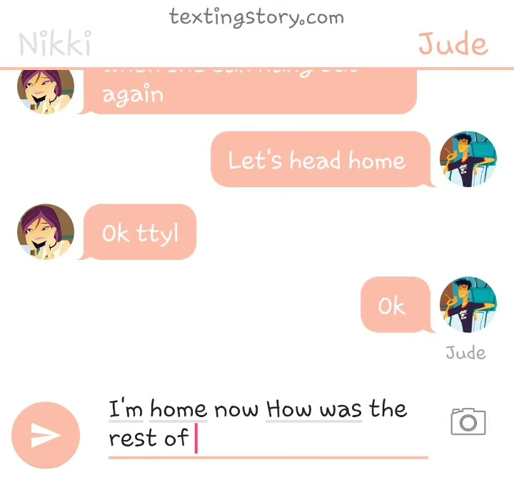 textingstory.com
Nikki
Jude
again
Let's head home
Ok ttyl
Ok
Jude
I'm home now How was the
rest of